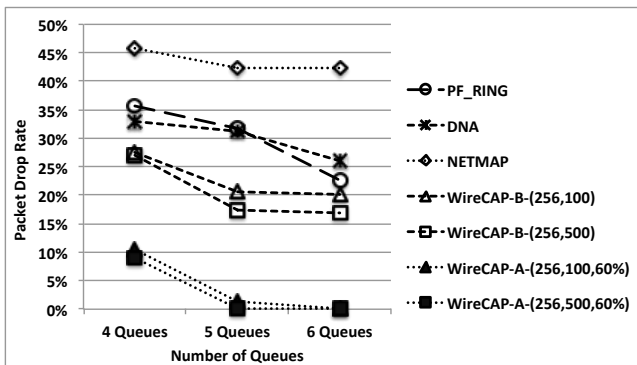 50%
45%
40%
35%
30%
25%
20%
15%
10%
5%
0%
Packet Drop Rate
4 Queues 5 Queues 6 Queues
Number of Queues
PF_RING
DNA
NETMAP
WireCAP-B-(256,100)
WireCAP-B-(256,500)
WireCAP-A-(256,100,60%)
WireCAP-A-(256,500,60%)